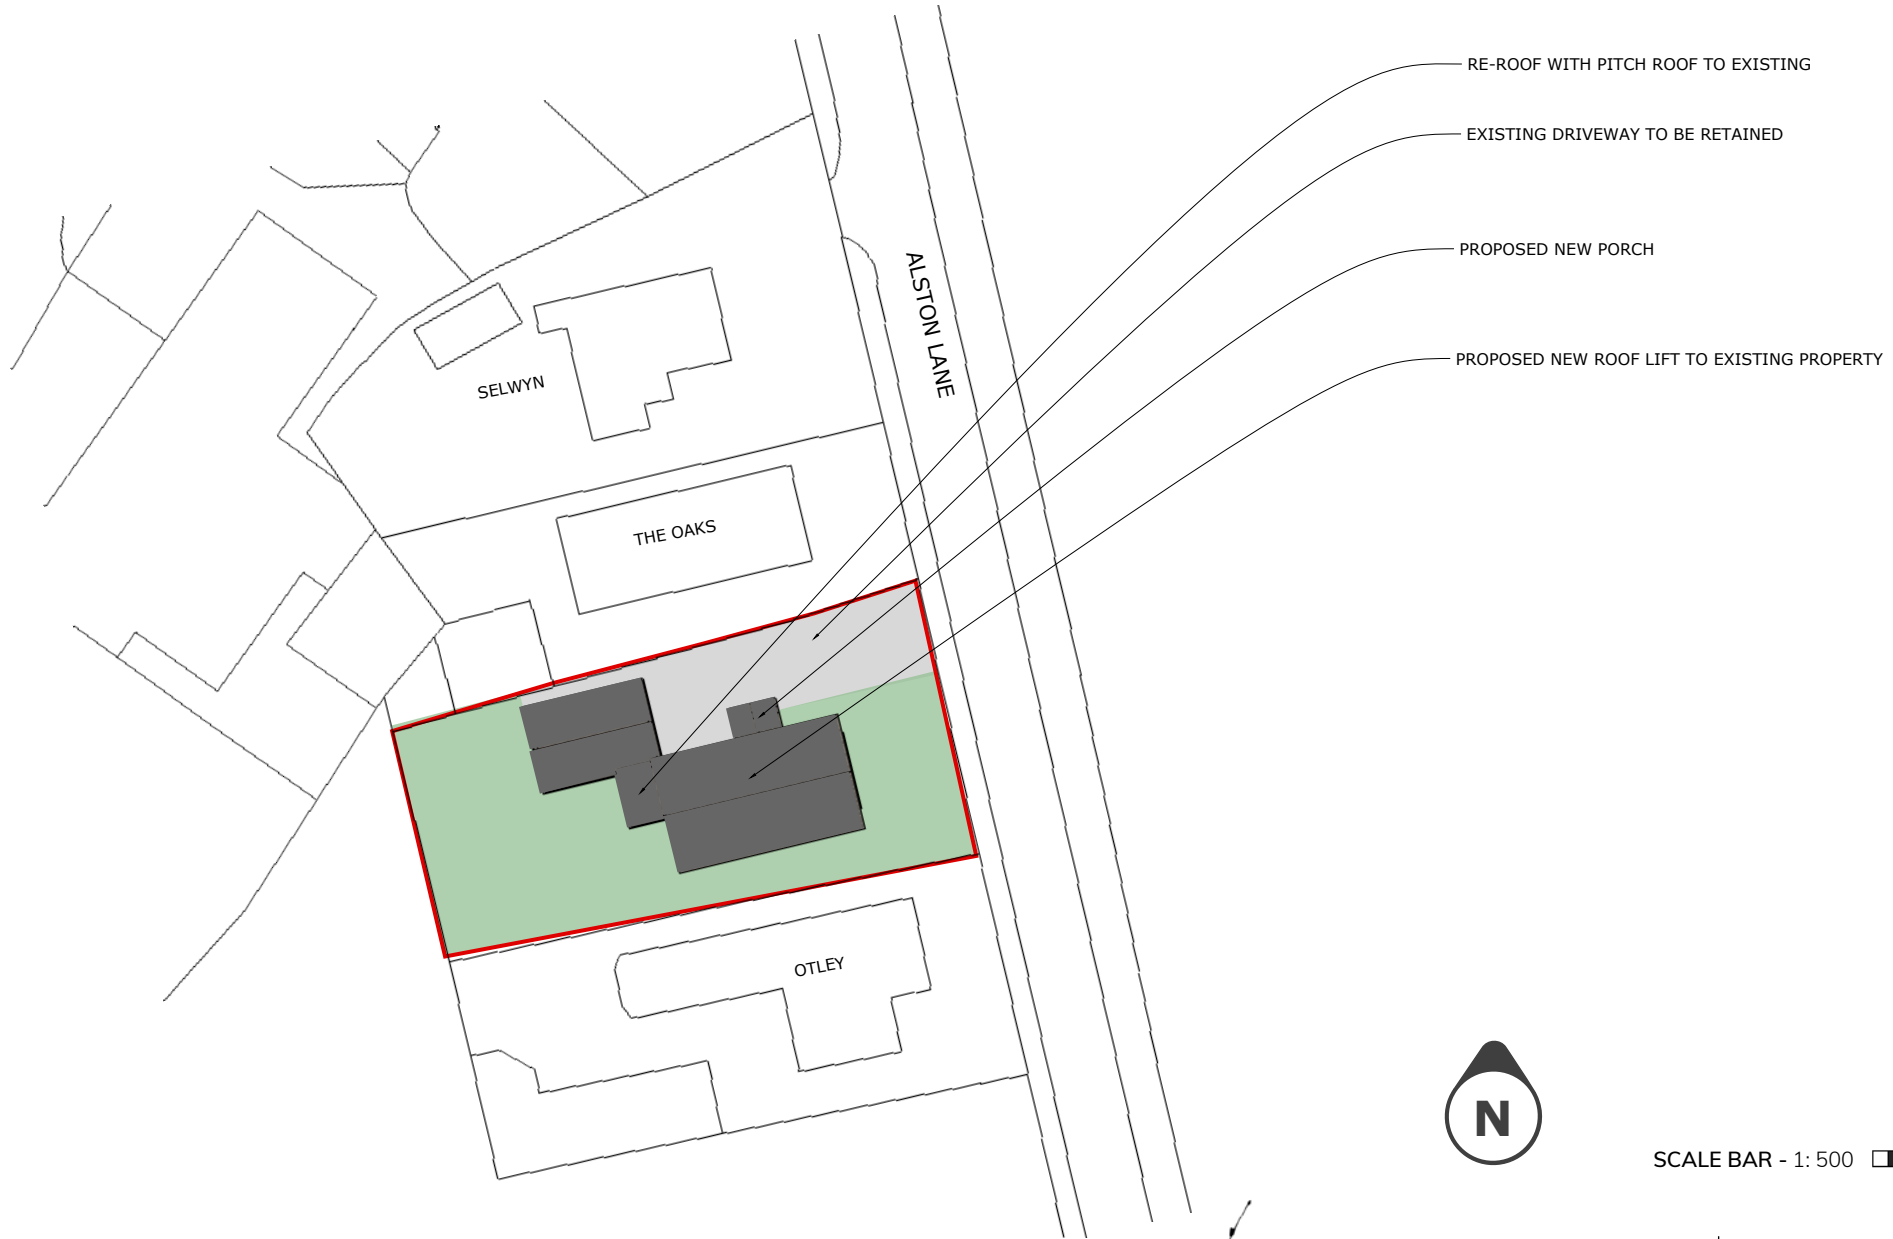 RE-ROOF WITH PITCH ROOF TO EXISTING
EXISTING DRIVEWAY TO BE RETAINED
PROPOSED NEW PORCH
PROPOSED NEW ROOF LIFT TO EXISTING PROPERTY
ALSTON LANE
SELWYN
THE OAKS
OTLEY
N
SCALE BAR - 1: 500